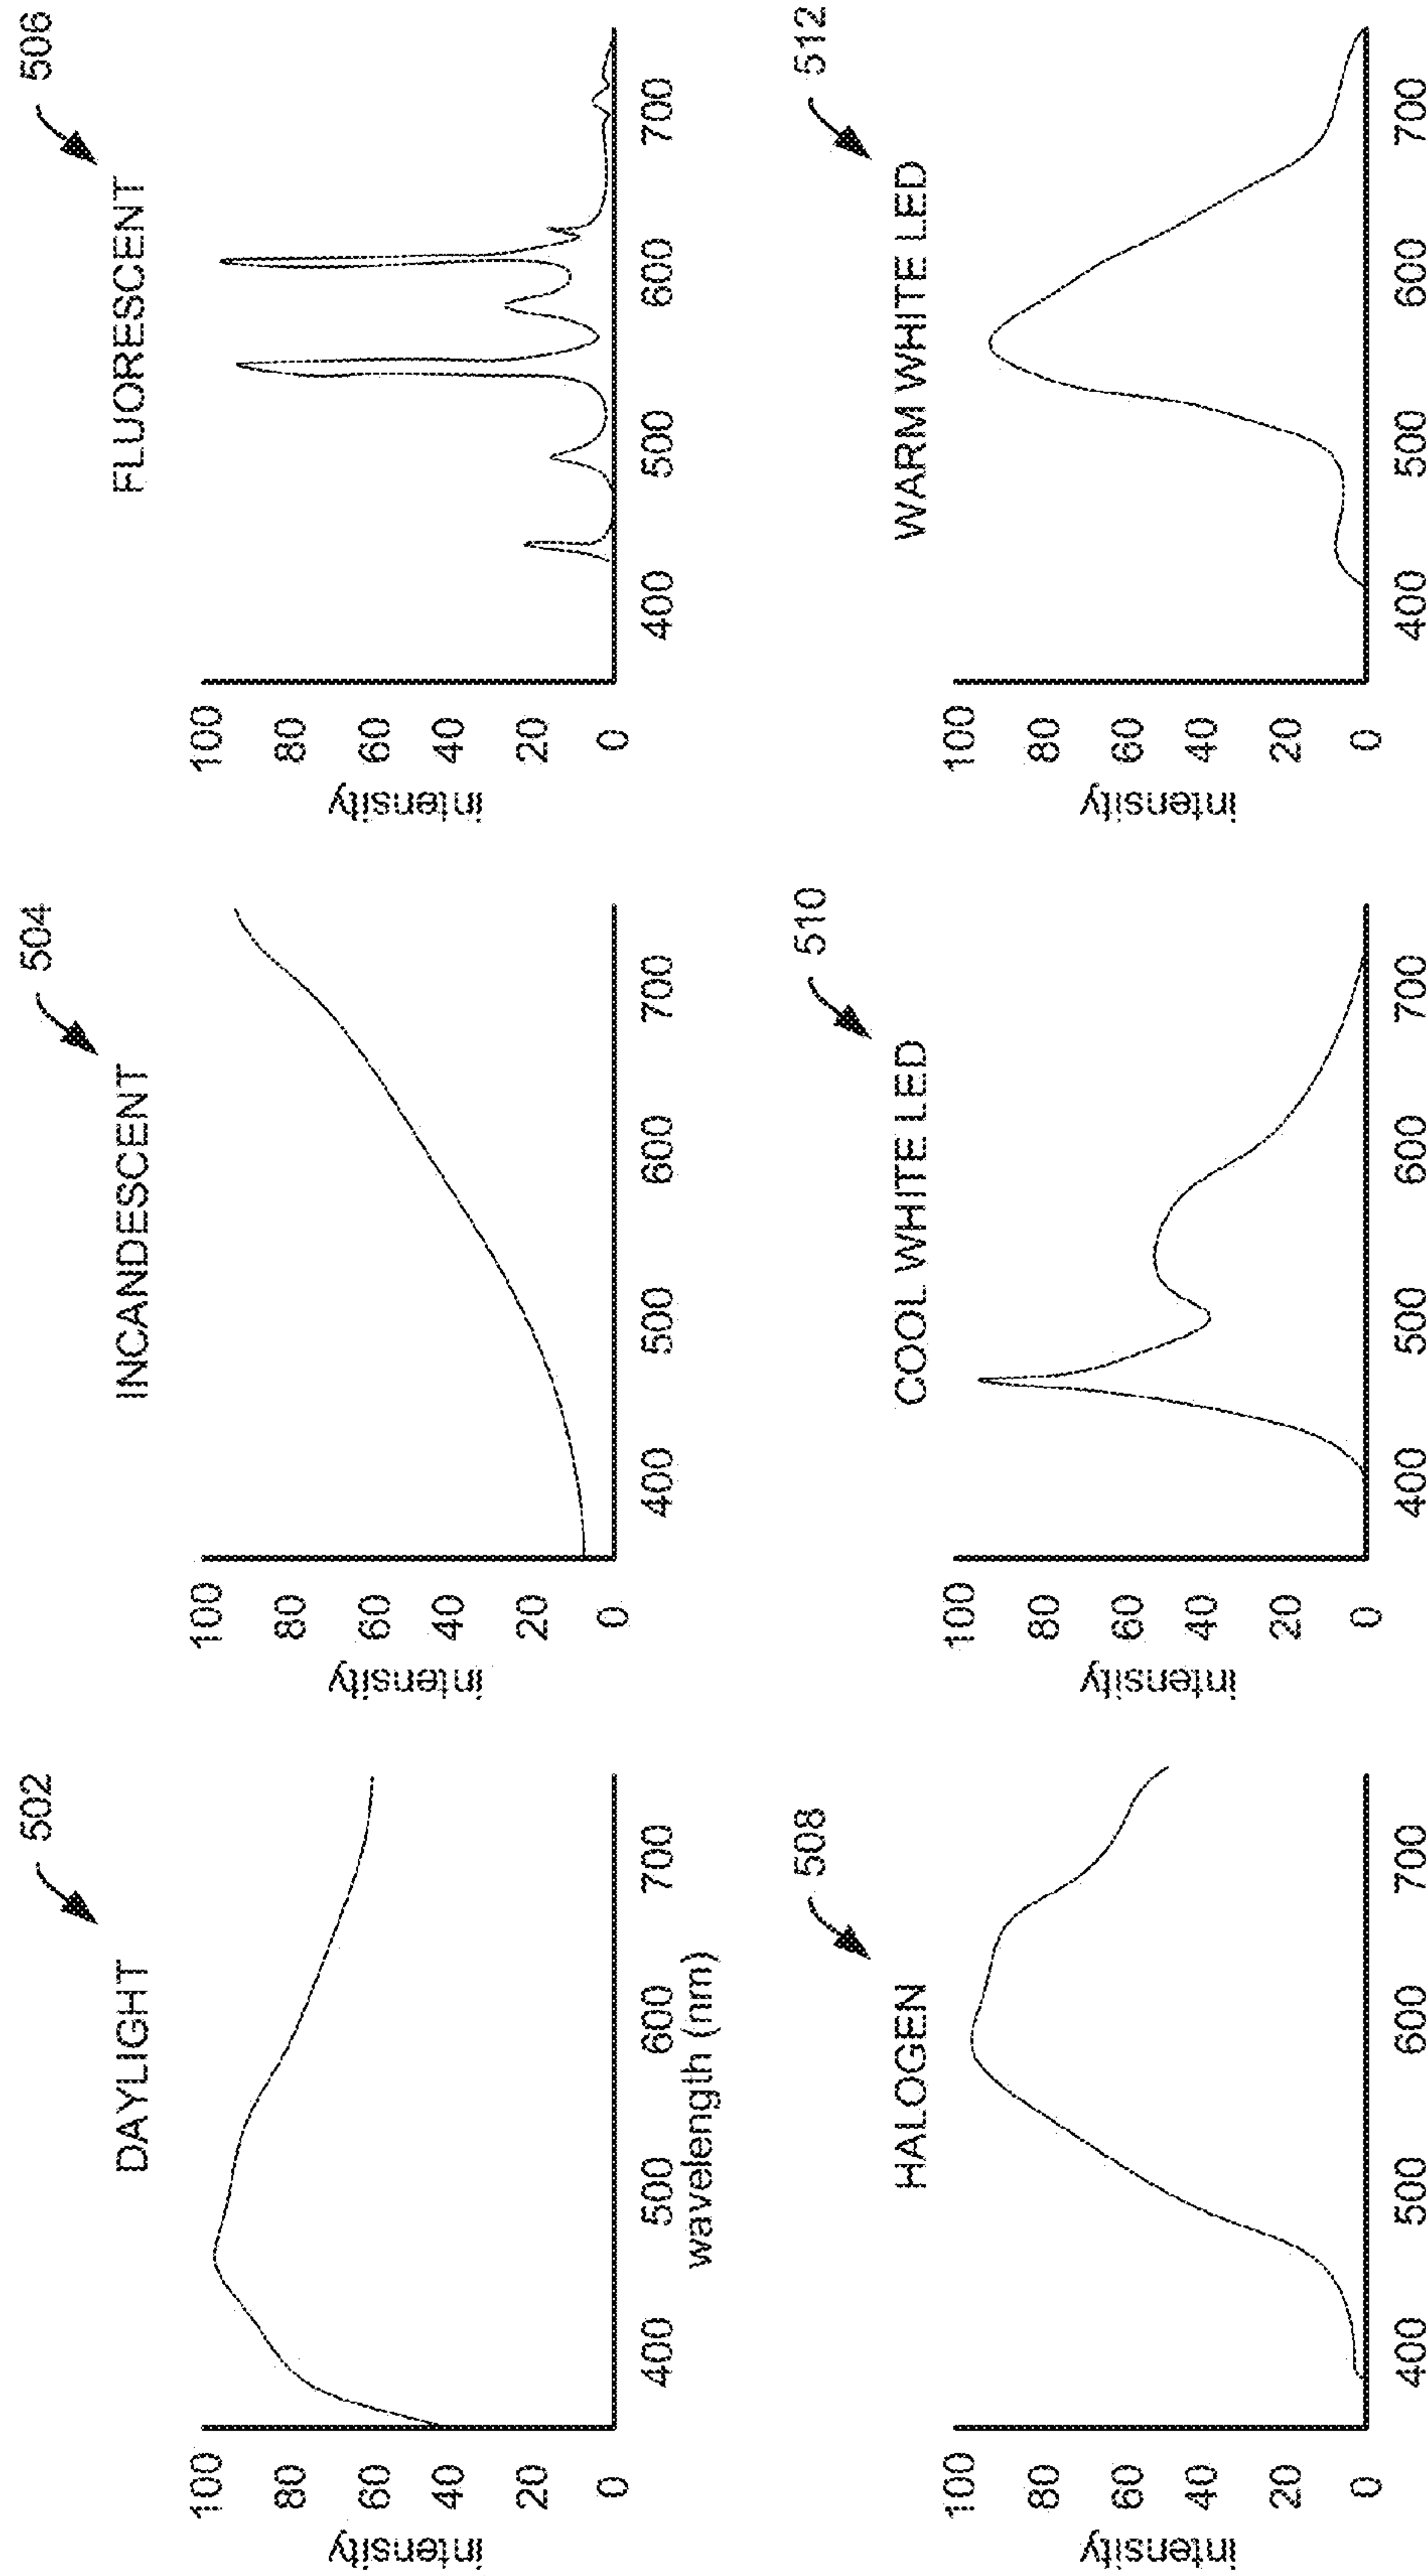 DAYLIGHT
502
intensity
100
80
60
40
20
0
400 500 600 700
wavelength (nm)
INCANDESCENT
504
intensity
100
80
60
40
20
0
400 500 600 700
FLUORESCENT
506
intensity
100
80
60
40
20
0
400 500 600 700
HALOGEN
508
intensity
100
80
60
40
20
0
400 500 600 700
COOL WHITE LED
510
intensity
100
80
60
40
20
0
400 500 600 700
WARM WHITE LED
512
intensity
100
80
60
40
20
0
400 500 600 700